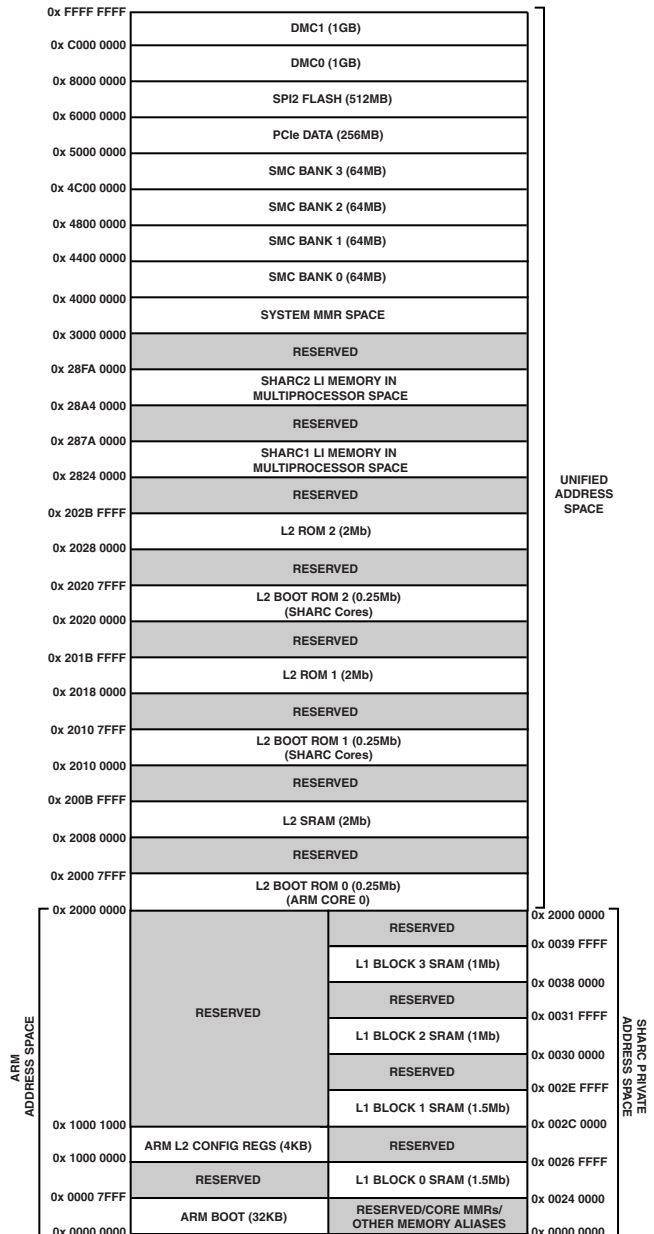 0x FFFF FFFF
DMC1 (1GB)
0x C000 0000
DMC0 (1GB)
0x 8000 0000
SPI2 FLASH (512MB)
0x 6000 0000
PCIe DATA (256MB)
0x 5000 0000
SMC BANK 3 (64MB)
0x 4C00 0000
SMC BANK 2 (64MB)
0x 4800 0000
SMC BANK 1 (64MB)
0x 4400 0000
SMC BANK 0 (64MB)
0x 4000 0000
SYSTEM MMR SPACE
0x 3000 0000
RESERVED
0x 28FA 0000
SHARC2 LI MEMORY IN
MULTIPROCESSOR SPACE
0x 28A4 0000
RESERVED
0x 287A 0000
SHARC1 LI MEMORY IN
MULTIPROCESSOR SPACE
0x 2824 0000
RESERVED
0x 202B FFFF
L2 ROM 2 (2Mb)
0x 2028 0000
RESERVED
0x 2020 7FFF
L2 BOOT ROM 2 (0.25Mb)
(SHARC Cores)
0x 2020 0000
RESERVED
0x 201B FFFF
L2 ROM 1 (2Mb)
0x 2018 0000
RESERVED
0x 2010 7FFF
L2 BOOT ROM 1 (0.25Mb)
(SHARC Cores)
0x 2010 0000
RESERVED
0x 200B FFFF
L2 SRAM (2Mb)
0x 2008 0000
RESERVED
0x 2000 7FFF
L2 BOOT ROM 0 (0.25Mb)
(ARM CORE 0)
0x 2000 0000
UNIFIED
ADDRESS
SPACE
ARM
ADDRESS SPACE
RESERVED
0x 1000 1000
ARM L2 CONFIG REGS (4KB)
0x 1000 0000
RESERVED
0x 0000 7FFF
ARM BOOT (32KB)
0x 0000 0000
0x 2000 0000
RESERVED
0x 0039 FFFF
L1 BLOCK 3 SRAM (1Mb)
0x 0038 0000
RESERVED
0x 0031 FFFF
L1 BLOCK 2 SRAM (1Mb)
0x 0030 0000
RESERVED
0x 002E FFFF
L1 BLOCK 1 SRAM (1.5Mb)
0x 002C 0000
RESERVED
0x 0026 FFFF
L1 BLOCK 0 SRAM (1.5Mb)
0x 0024 0000
RESERVED/CORE MMRs/
OTHER MEMORY ALIASES
0x 0000 0000
SHARC PRIVATE
ADDRESS SPACE